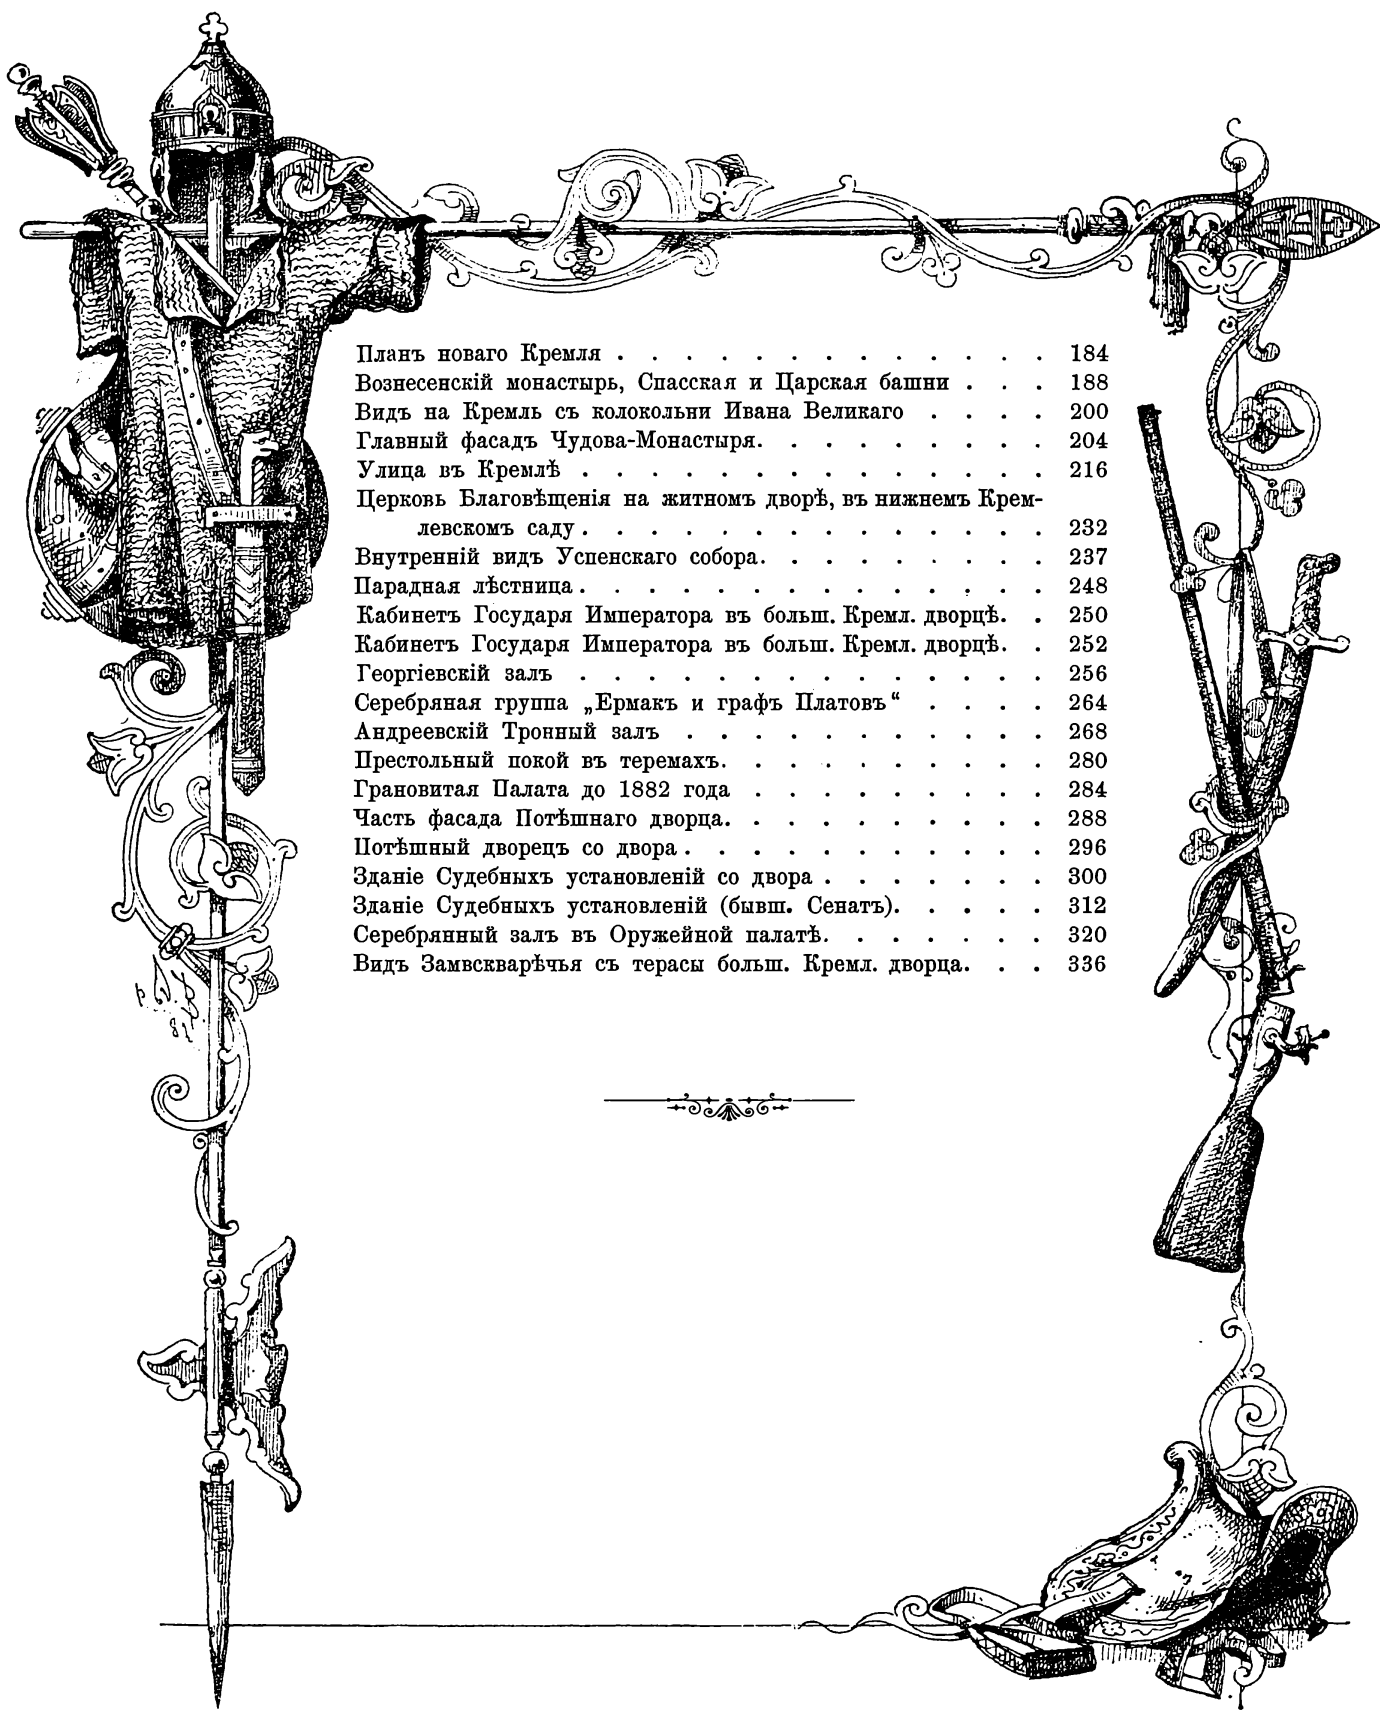 Планъ новаго Кремля . . . . . . . . . . . . . 184
Вознесенскій монастырь, Спасская и Царская башни . . . 188
Видъ на Кремль съ колокольни Ивана Великаго . . . . 200
Главный фасадъ Чудова-Монастыря. . . . . . . . . 204
Улица въ Кремлѣ . . . . . . . . . . . . . . 216
Церковь Благовѣщенія на житномъ дворѣ, въ нижнемъ Крем-
левскомъ саду . . . . . . . . . . . . . . 232
Внутренній видъ Успенскаго собора. . . . . . . . . 237
Парадная лѣстница . . . . . . . . . . . . . . 248
Кабинетъ Государя Императора въ больш. Кремл. дворцѣ. . 250
Кабинетъ Государя Императора въ больш. Кремл. дворцѣ. . 252
Георгіевскій залъ . . . . . . . . . . . . . . 256
Серебряная группа „Ермакъ и графъ Платовъ“ . . . . 264
Андреевскій Тронный залъ . . . . . . . . . . . 268
Престольный покой въ теремахъ. . . . . . . . . . 280
Грановитая Палата до 1882 года . . . . . . . . . 284
Часть фасада Потѣшнаго дворца. . . . . . . . . . 288
Потѣшный дворецъ со двора . . . . . . . . . . . 296
Зданіе Судебныхъ установленій со двора . . . . . . . 300
Зданіе Судебныхъ установленій (бывш. Сенатъ). . . . . 312
Серебрянный залъ въ Оружейной палатѣ. . . . . . . 320
Видъ Замвскварѣчья съ терасы больш. Кремл. дворца. . . 336